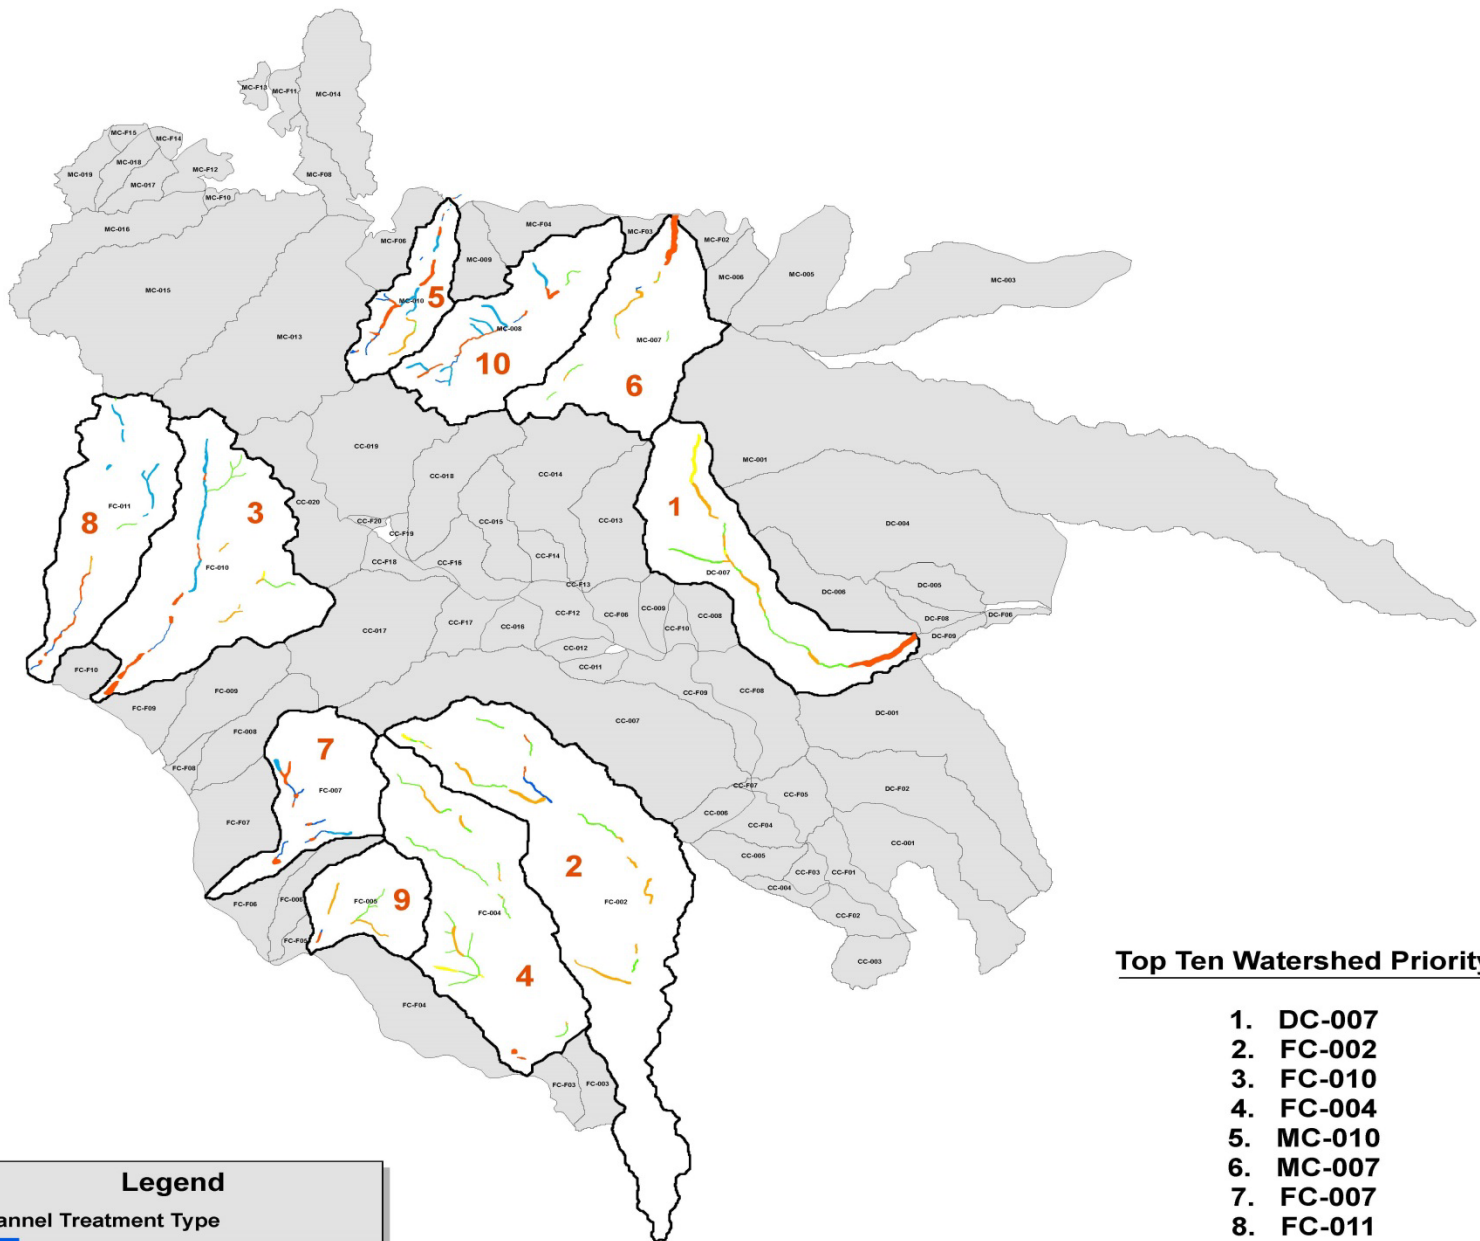 MC-014
MC-F13
MC-F11
MC-F15
MC-F14
MC-018
MC-F12
MC-019
MC-017
MC-F08
MC-F10
MC-016
MC-F06
MC-F04
MC-F03
MC-F02
MC-009
MC-006
MC-005
MC-003
MC-015
MC-010
5
MC-008
MC-013
MC-007
10
6
CC-019
MC-001
CC-018
CC-014
CC-020
FC-011
8
3
1
CC-F20
CC-F19
CC-015
CC-013
DC-004
CC-F14
CC-F18
CC-F16
FC-010
CC-F13
DC-007
DC-005
DC-006
CC-017
CC-F17
CC-016
CC-F12
CC-F06
CC-009
CC-F10
CC-008
DC-F08
DC-F06
DC-F09
CC-012
CC-011
FC-F10
FC-009
CC-F09
CC-F08
FC-F09
DC-001
CC-007
FC-008
7
FC-F08
FC-007
CC-F07
CC-F05
DC-F02
FC-F07
CC-006
CC-F04
CC-001
CC-005
2
CC-F03
CC-F01
CC-004
FC-F06
FC-006
FC-005
9
FC-004
FC-002
CC-F02
FC-F05
CC-003
4
FC-F04
FC-F03
FC-003
Top Ten Watershed Priority
1. DC-007
2. FC-002
3. FC-010
4. FC-004
5. MC-010
6. MC-007
7. FC-007
8. FC-011
Legend
annel Treatment Type